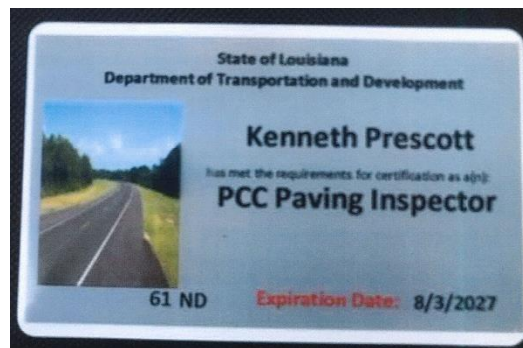 State of Louisiana
Department of Transportation and Development
Kenneth Prescott
has met the requirements for certification as a(n):
PCC Paving Inspector
61 ND
Expiration Date: 8/3/2027